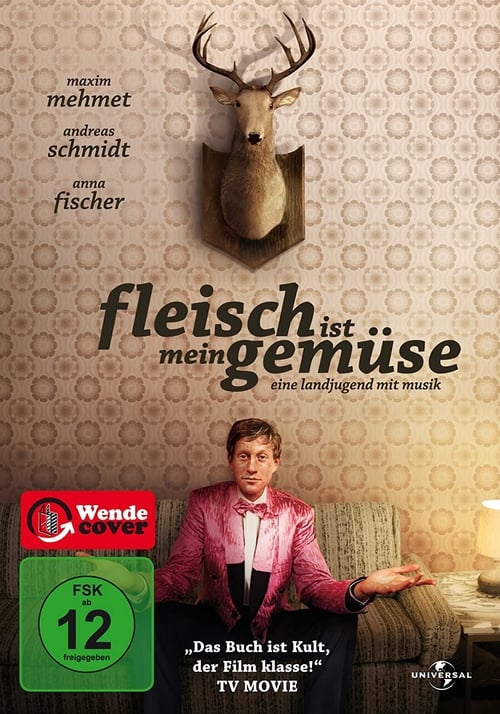 maxim
mehmet
andreas
schmidt
anna
fischer
fleisch ist
mein gemüse
eine landjugend mit musik
Wende
cover
FSK
ab
12
freigegeben
„Das Buch ist Kult,
der Film klasse!“
TV MOVIE
UNIVERSAL